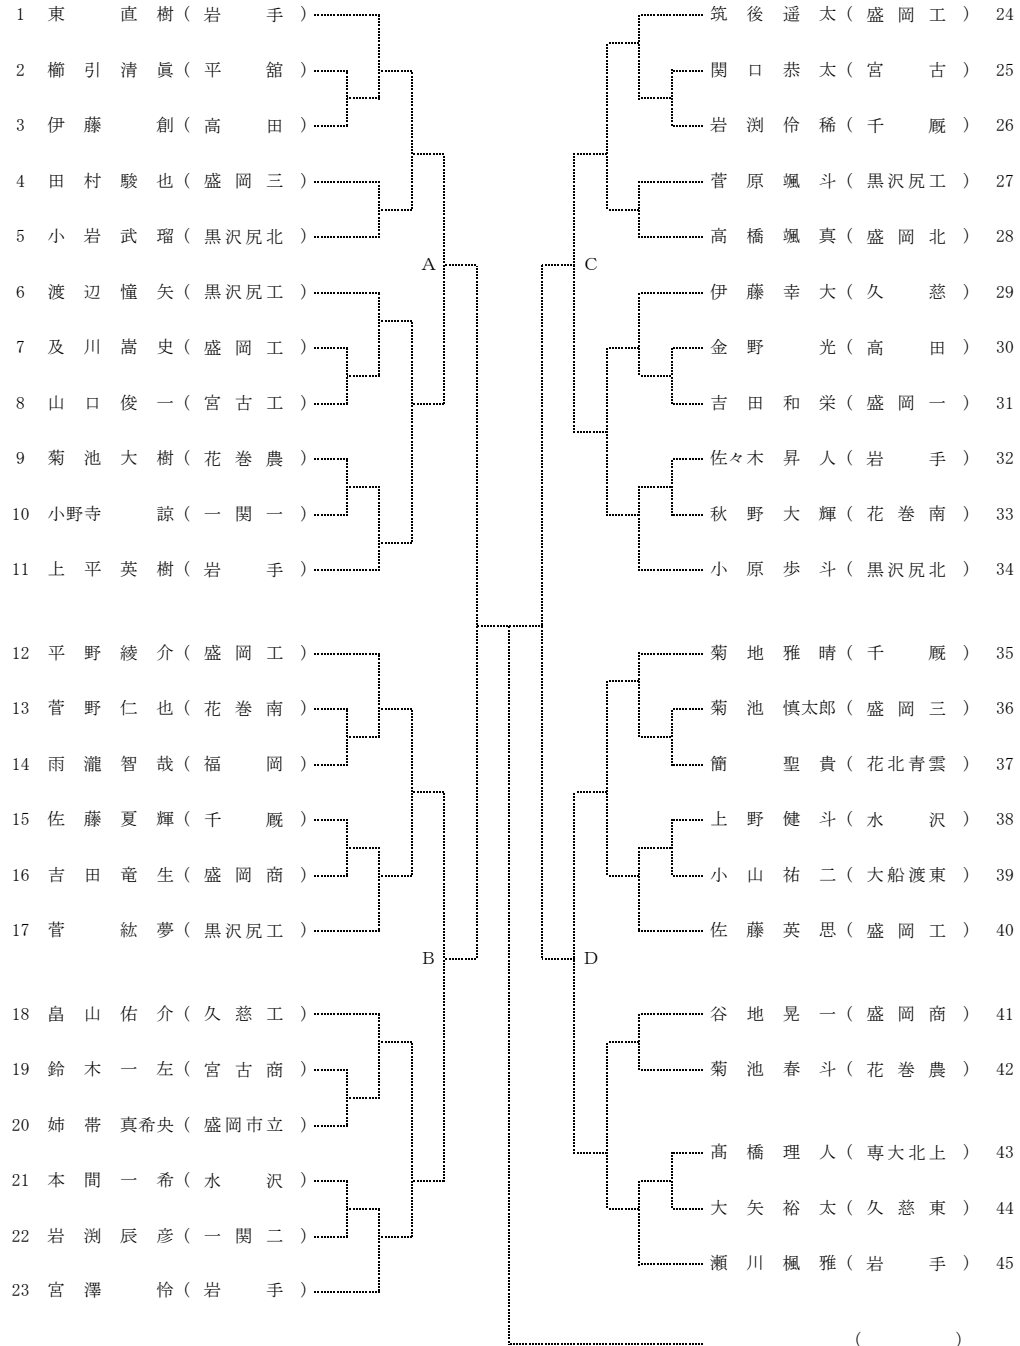 1 東 直樹（岩 手）
2 櫛引清眞（平 舘）
3 伊藤 創（高 田）
4 田村駿也（盛岡三）
5 小岩武瑠（黒沢尻北）
6 渡辺憧矢（黒沢尻工）
7 及川嵩史（盛岡工）
8 山口俊一（宮古工）
9 菊池大樹（花巻農）
10 小野寺 諒（一関一）
11 上平英樹（岩 手）
12 平野綾介（盛岡工）
13 菅野仁也（花巻南）
14 雨瀧智哉（福 岡）
15 佐藤夏輝（千 厩）
16 吉田竜生（盛岡商）
17 菅 紘夢（黒沢尻工）
18 畠山佑介（久慈工）
19 鈴木一左（宮古商）
20 姉帯真希央（盛岡市立）
21 本間一希（水 沢）
22 岩渕辰彦（一関二）
23 宮澤 怜（岩 手）
A
B
C
D
筑後遥太（盛岡工） 24
関口恭太（宮 古） 25
岩渕伶稀（千 厩） 26
菅原颯斗（黒沢尻工） 27
高橋颯真（盛岡北） 28
伊藤幸大（久 慈） 29
金野 光（高 田） 30
吉田和栄（盛岡一） 31
佐々木昇人（岩 手） 32
秋野大輝（花巻南） 33
小原歩斗（黒沢尻北） 34
菊地雅晴（千 厩） 35
菊池慎太郎（盛岡三） 36
簡 聖貴（花北青雲） 37
上野健斗（水 沢） 38
小山祐二（大船渡東） 39
佐藤英思（盛岡工） 40
谷地晃一（盛岡商） 41
菊池春斗（花巻農） 42
髙橋理人（専大北上） 43
大矢裕太（久慈東） 44
瀬川楓雅（岩 手） 45
（ ）